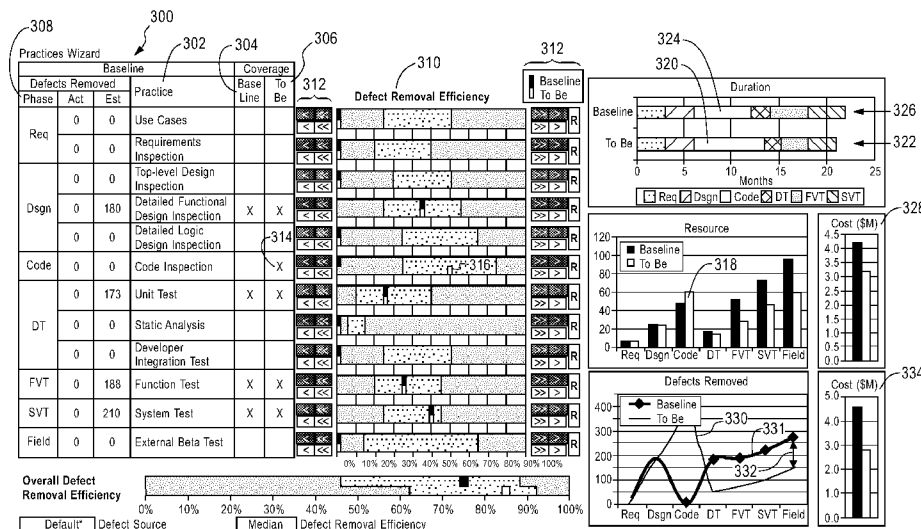 300
302
304
306
308
310
312
312
324
320
Practices Wizard
Baseline
Coverage
Defects Removed
Practice
Base Line
To Be
Phase Act Est
Defect Removal Efficiency
Baseline
To Be
Req 0 0 Use Cases
0 0 Requirements Inspection
Dsgn 0 0 Top-level Design Inspection
0 180 Detailed Functional Design Inspection X X
0 0 Detailed Logic Design Inspection
314
Code 0 0 Code Inspection X
316
DT 0 173 Unit Test X X
0 0 Static Analysis
0 0 Developer Integration Test
FVT 0 188 Function Test X X
SVT 0 210 System Test X X
Field 0 0 External Beta Test
< << >> > R
< << >> > R
< << >> > R
< << >> > R
< << >> > R
< << >> > R
< << >> > R
< << >> > R
< << >> > R
< << >> > R
< << >> > R
< << >> > R
0% 10% 20% 30% 40% 50% 60% 70% 80% 90% 100%
Overall Defect
Removal Efficiency
0% 10% 20% 30% 40% 50% 60% 70% 80% 90% 100%
Default* Defect Source Median Defect Removal Efficiency
Duration
Baseline
326
To Be
322
0 5 10 15 20 25
Months
Req Dsgn Code DT FVT SVT
328
Resource
Baseline
To Be
318
120
100
80
60
40
20
0
Req Dsgn Code DT FVT SVT Field
Cost ($M)
4.5
4.0
3.5
3.0
2.5
2.0
1.5
1.0
0.5
0.0
334
Defects Removed
Baseline
To Be
330
331
332
400
300
250
200
150
100
50
0
Req Dsgn Code DT FVT SVT Field
Cost ($M)
5.0
4.0
3.0
2.0
1.0
0.0